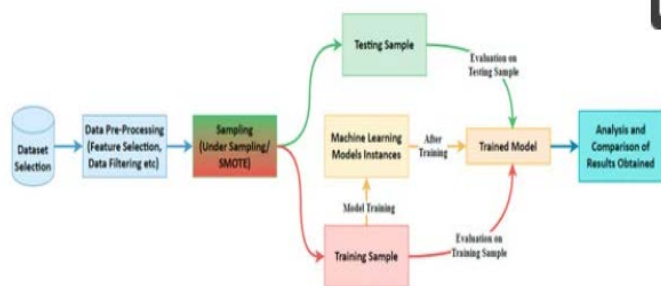 Dataset
Selection
Data Pre-Processing
(Feature Selection,
Data Filtering etc)
Sampling
(Under Sampling/
SMOTE)
Testing Sample
Evaluation on
Testing Sample
Machine Learning
Models Instances
After
Training
Trained Model
Analysis and
Comparison of
Results Obtained
Model Training
Training Sample
Evaluation on
Training Sample